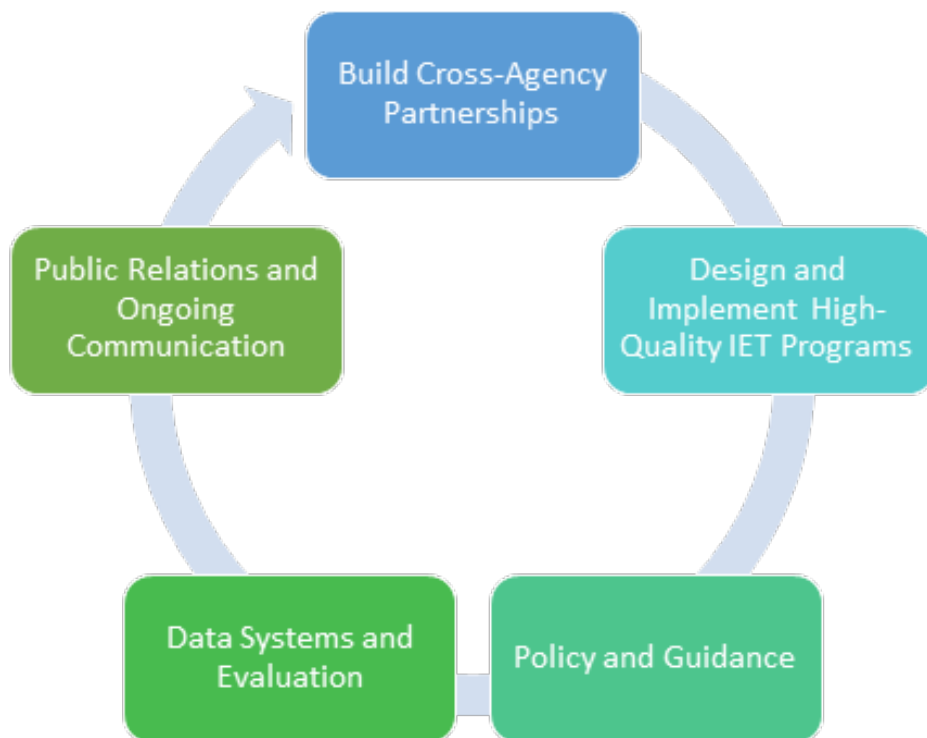 Build Cross-Agency
Partnerships
Design and
Implement High-
Quality IET Programs
Policy and Guidance
Data Systems and
Evaluation
Public Relations and
Ongoing
Communication